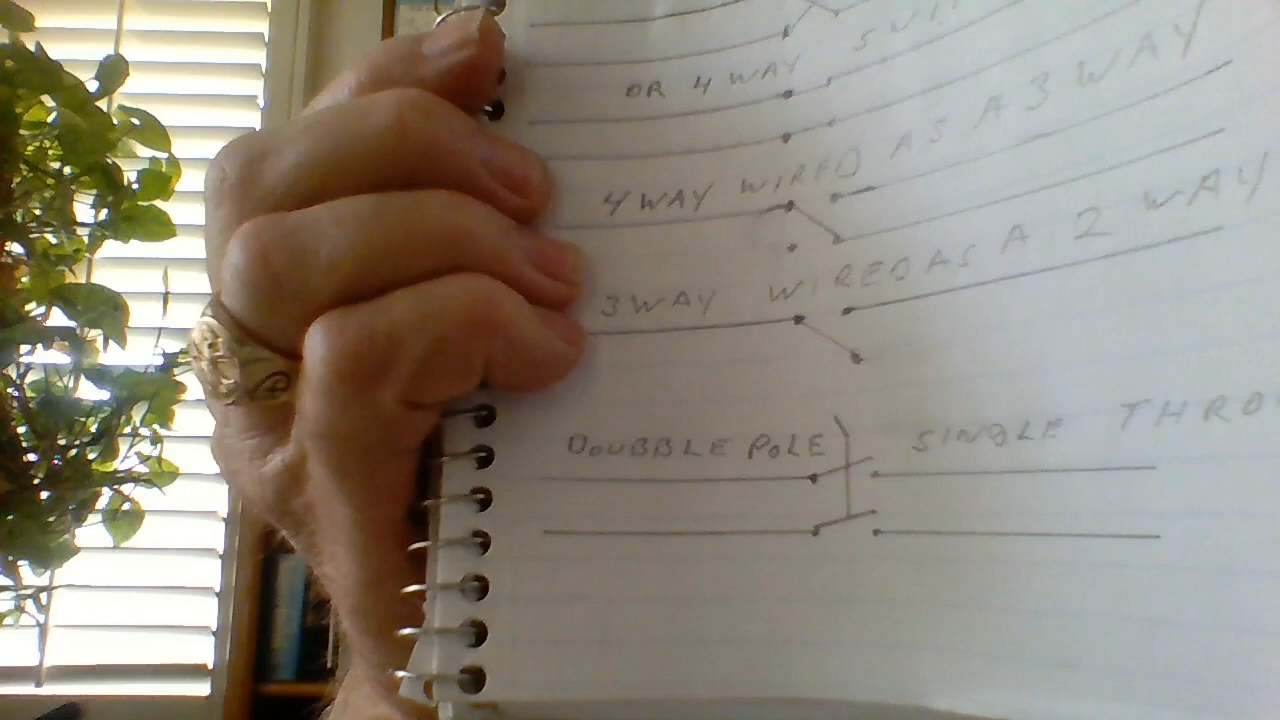 OR 4 WAY
4 WAY WIRED AS A 3 WAY
3 WAY WIRED AS A 2 WAY
DOUBBLE POLE SINGLE